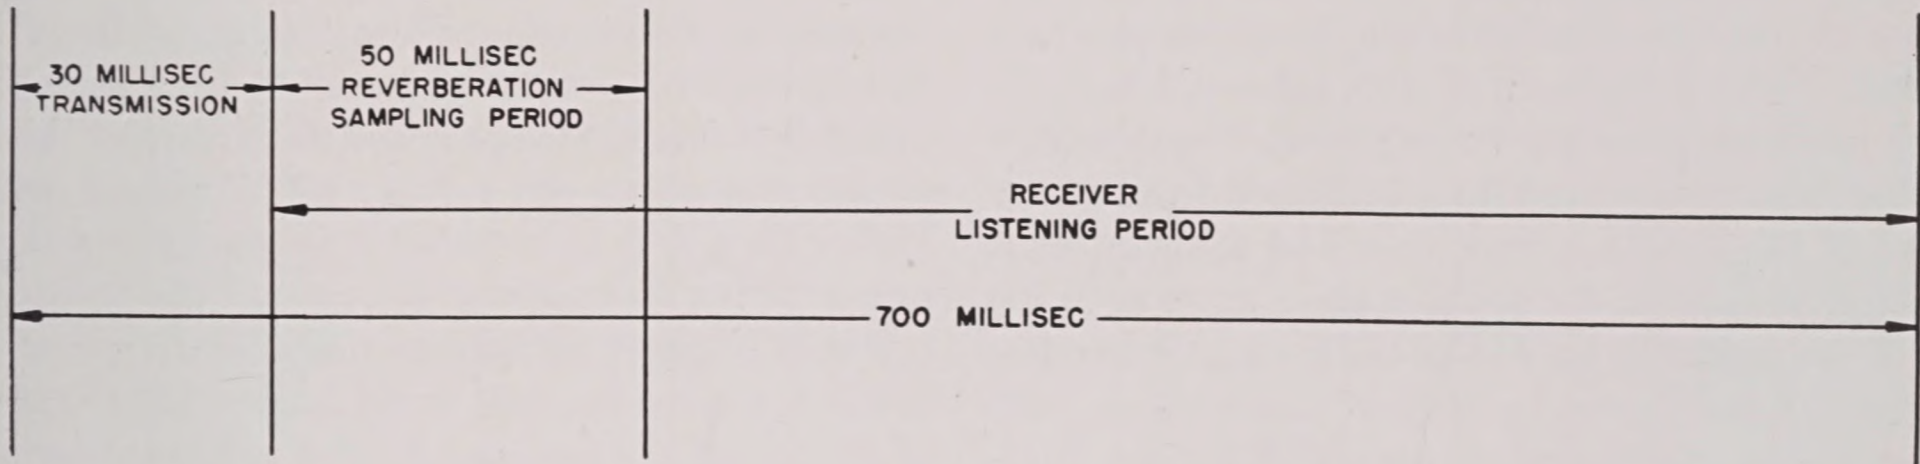 30 MILLISEC
TRANSMISSION
50 MILLISEC
REVERBERATION
SAMPLING PERIOD
RECEIVER
LISTENING PERIOD
700 MILLISEC